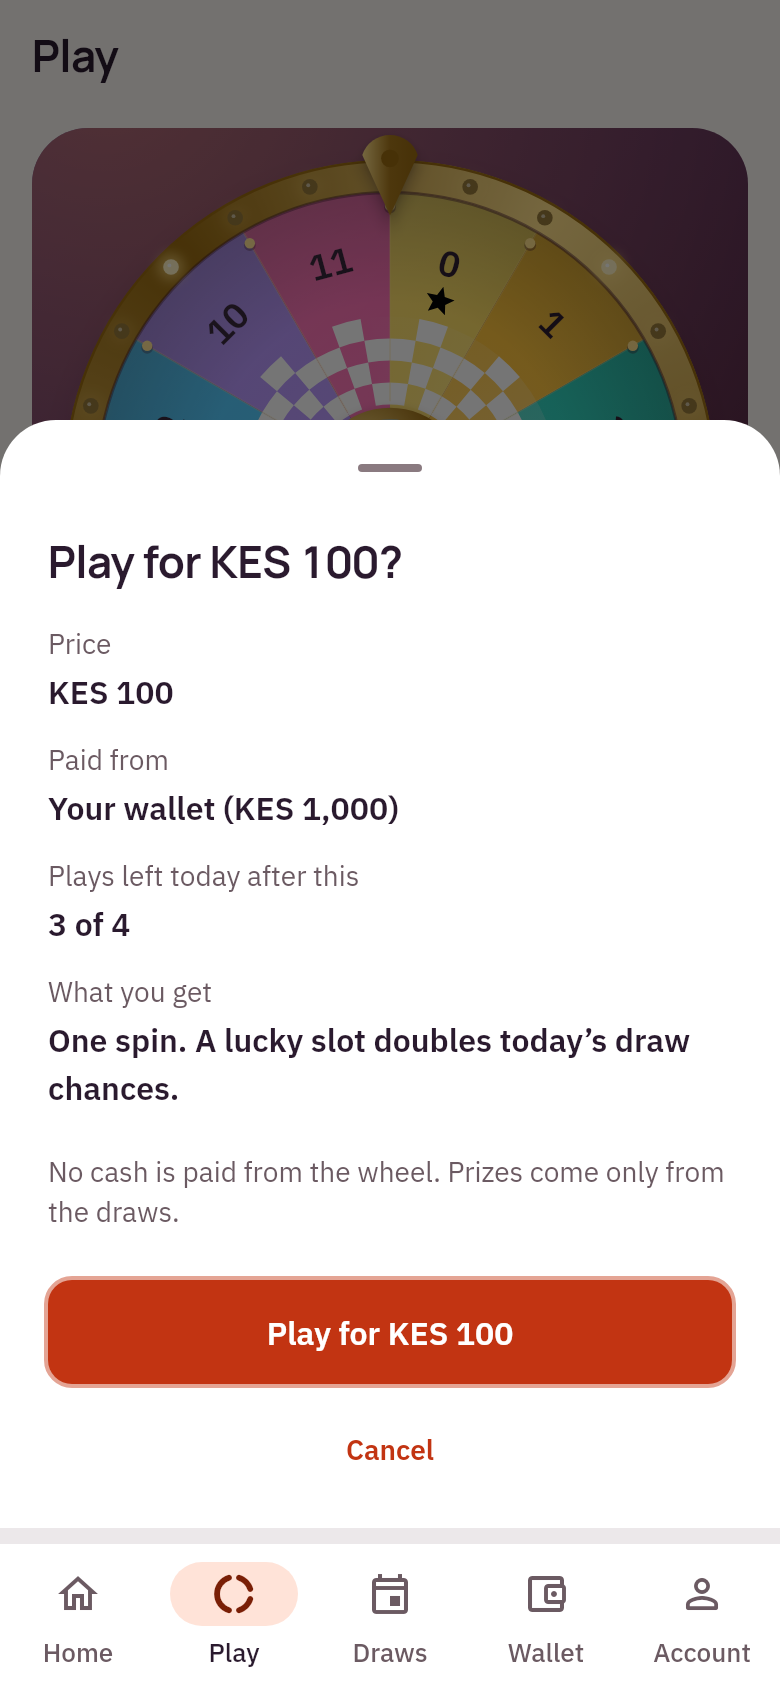 Play
11
0
10
1
Play for KES 100?
Price
KES 100
Paid from
Your wallet (KES 1,000)
Plays left today after this
3 of 4
What you get
One spin. A lucky slot doubles today’s draw
chances.
No cash is paid from the wheel. Prizes come only from
the draws.
Play for KES 100
Cancel
Home
Play
Draws
Wallet
Account